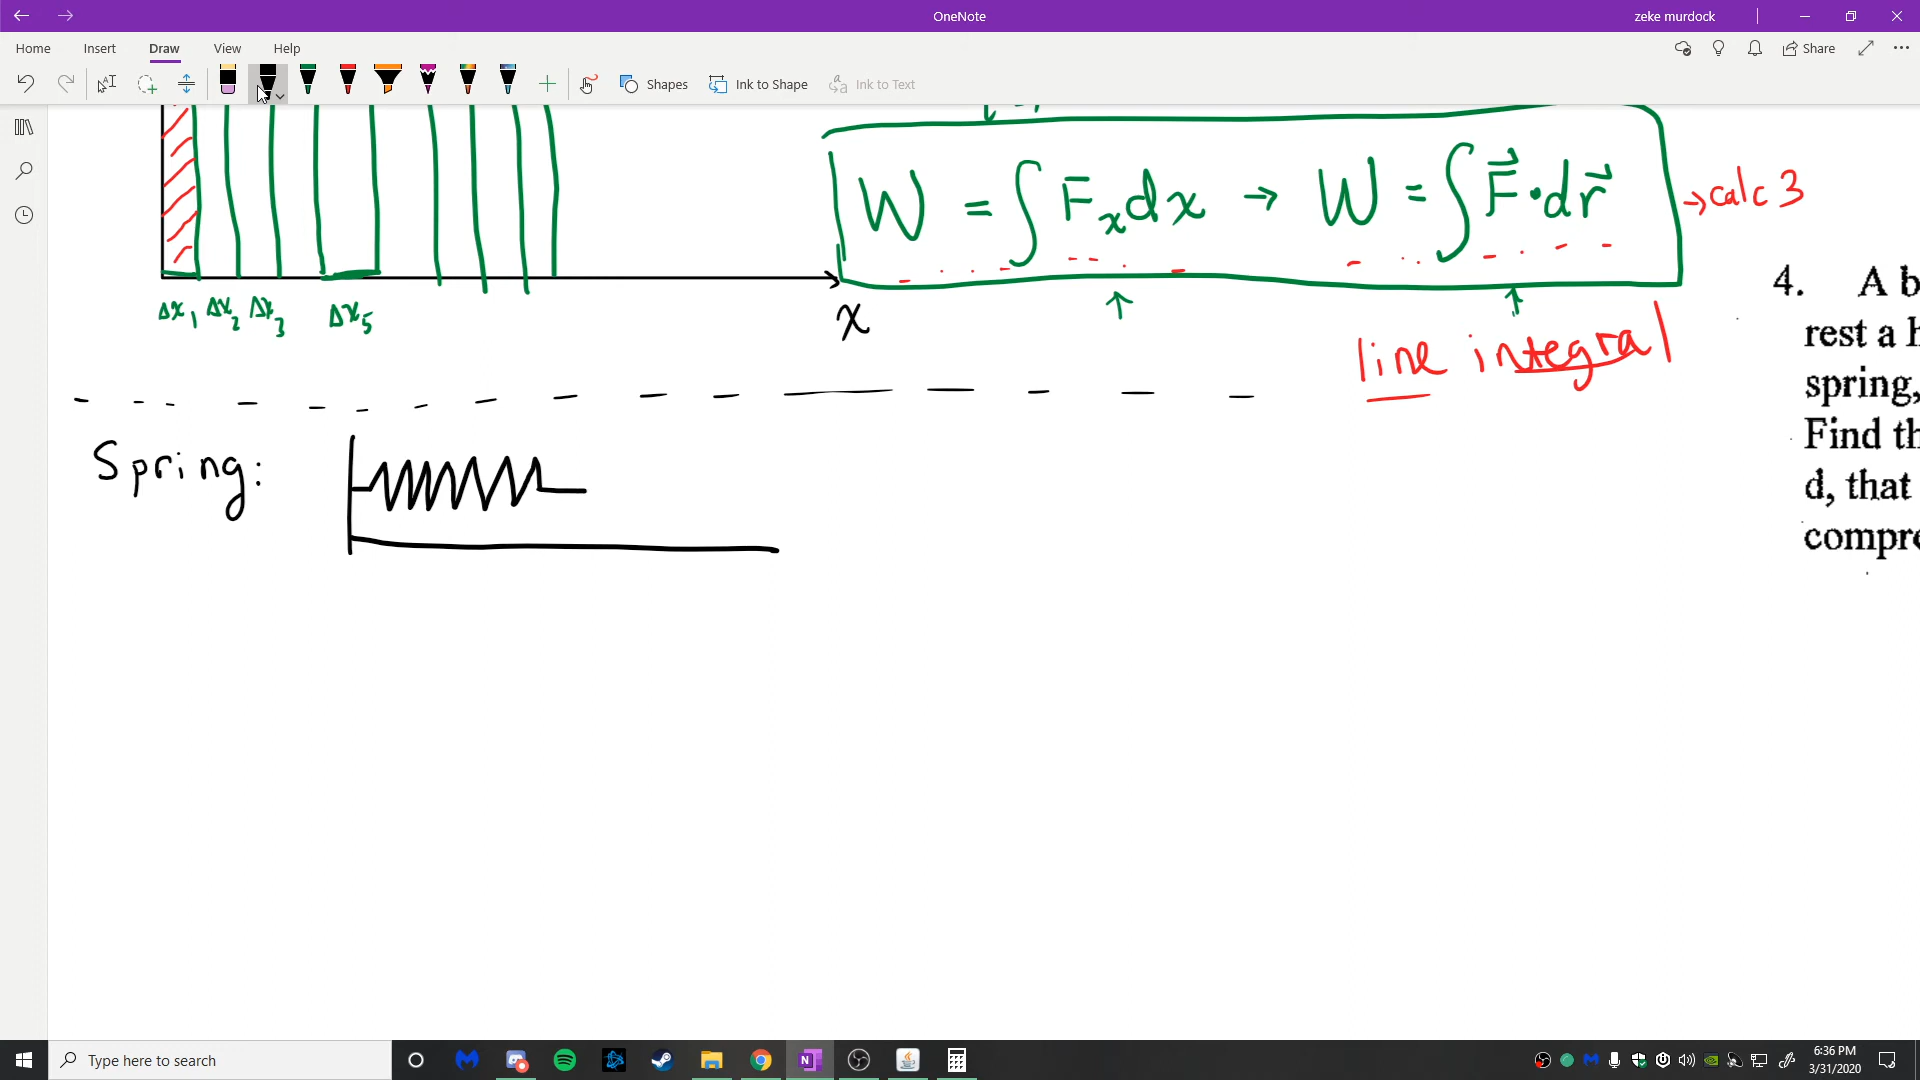 OneNote
zeke murdock
Home Insert Draw View Help
Share
Shapes Ink to Shape Ink to Text
W = ∫ F_x dx → W = ∫ F⃗ · dr⃗
→ calc 3
Δx₁ Δx₂ Δx₃ Δx₅
x
line integral
4. A b
rest a h
spring,
Find th
d, that
compre
Spring:
Type here to search
6:36 PM
3/31/2020